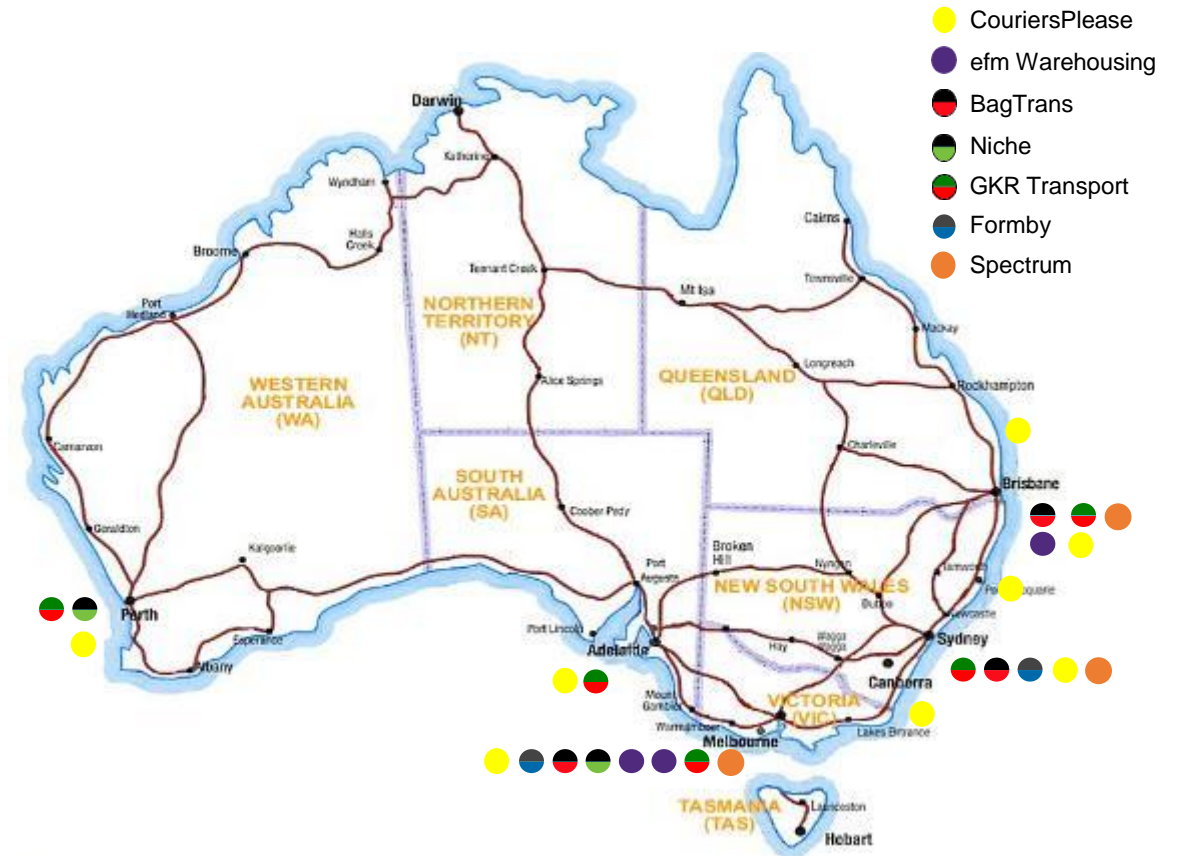 CouriersPlease
efm Warehousing
BagTrans
Niche
GKR Transport
Formby
Spectrum
Darwin
Katherine
Wyndham
Halls
Creek
Broome
Cairns
Tennant Creek
Mt Isa
Townsville
Port
Hedland
NORTHERN
TERRITORY
(NT)
Mackay
Longreach
WESTERN
AUSTRALIA
(WA)
Alice Springs
QUEENSLAND
(QLD)
Rockhampton
Carnarvon
Charleville
SOUTH
AUSTRALIA
(SA)
Brisbane
Coober Pedy
Geraldton
Kalgoorlie
Broken
Hill
Port
Augusta
Nyngan
Tamworth
NEW SOUTH WALES
(NSW)
Dubbo
Newcastle
Perth
Esperance
Port Lincoln
Adelaide
Hay
Wagga
Wagga
Sydney
Albany
Canberra
Mount
Gambier
VICTORIA
(VIC)
Warrnambool
Lakes Entrance
Melbourne
TASMANIA
(TAS)
Launceston
Hobart